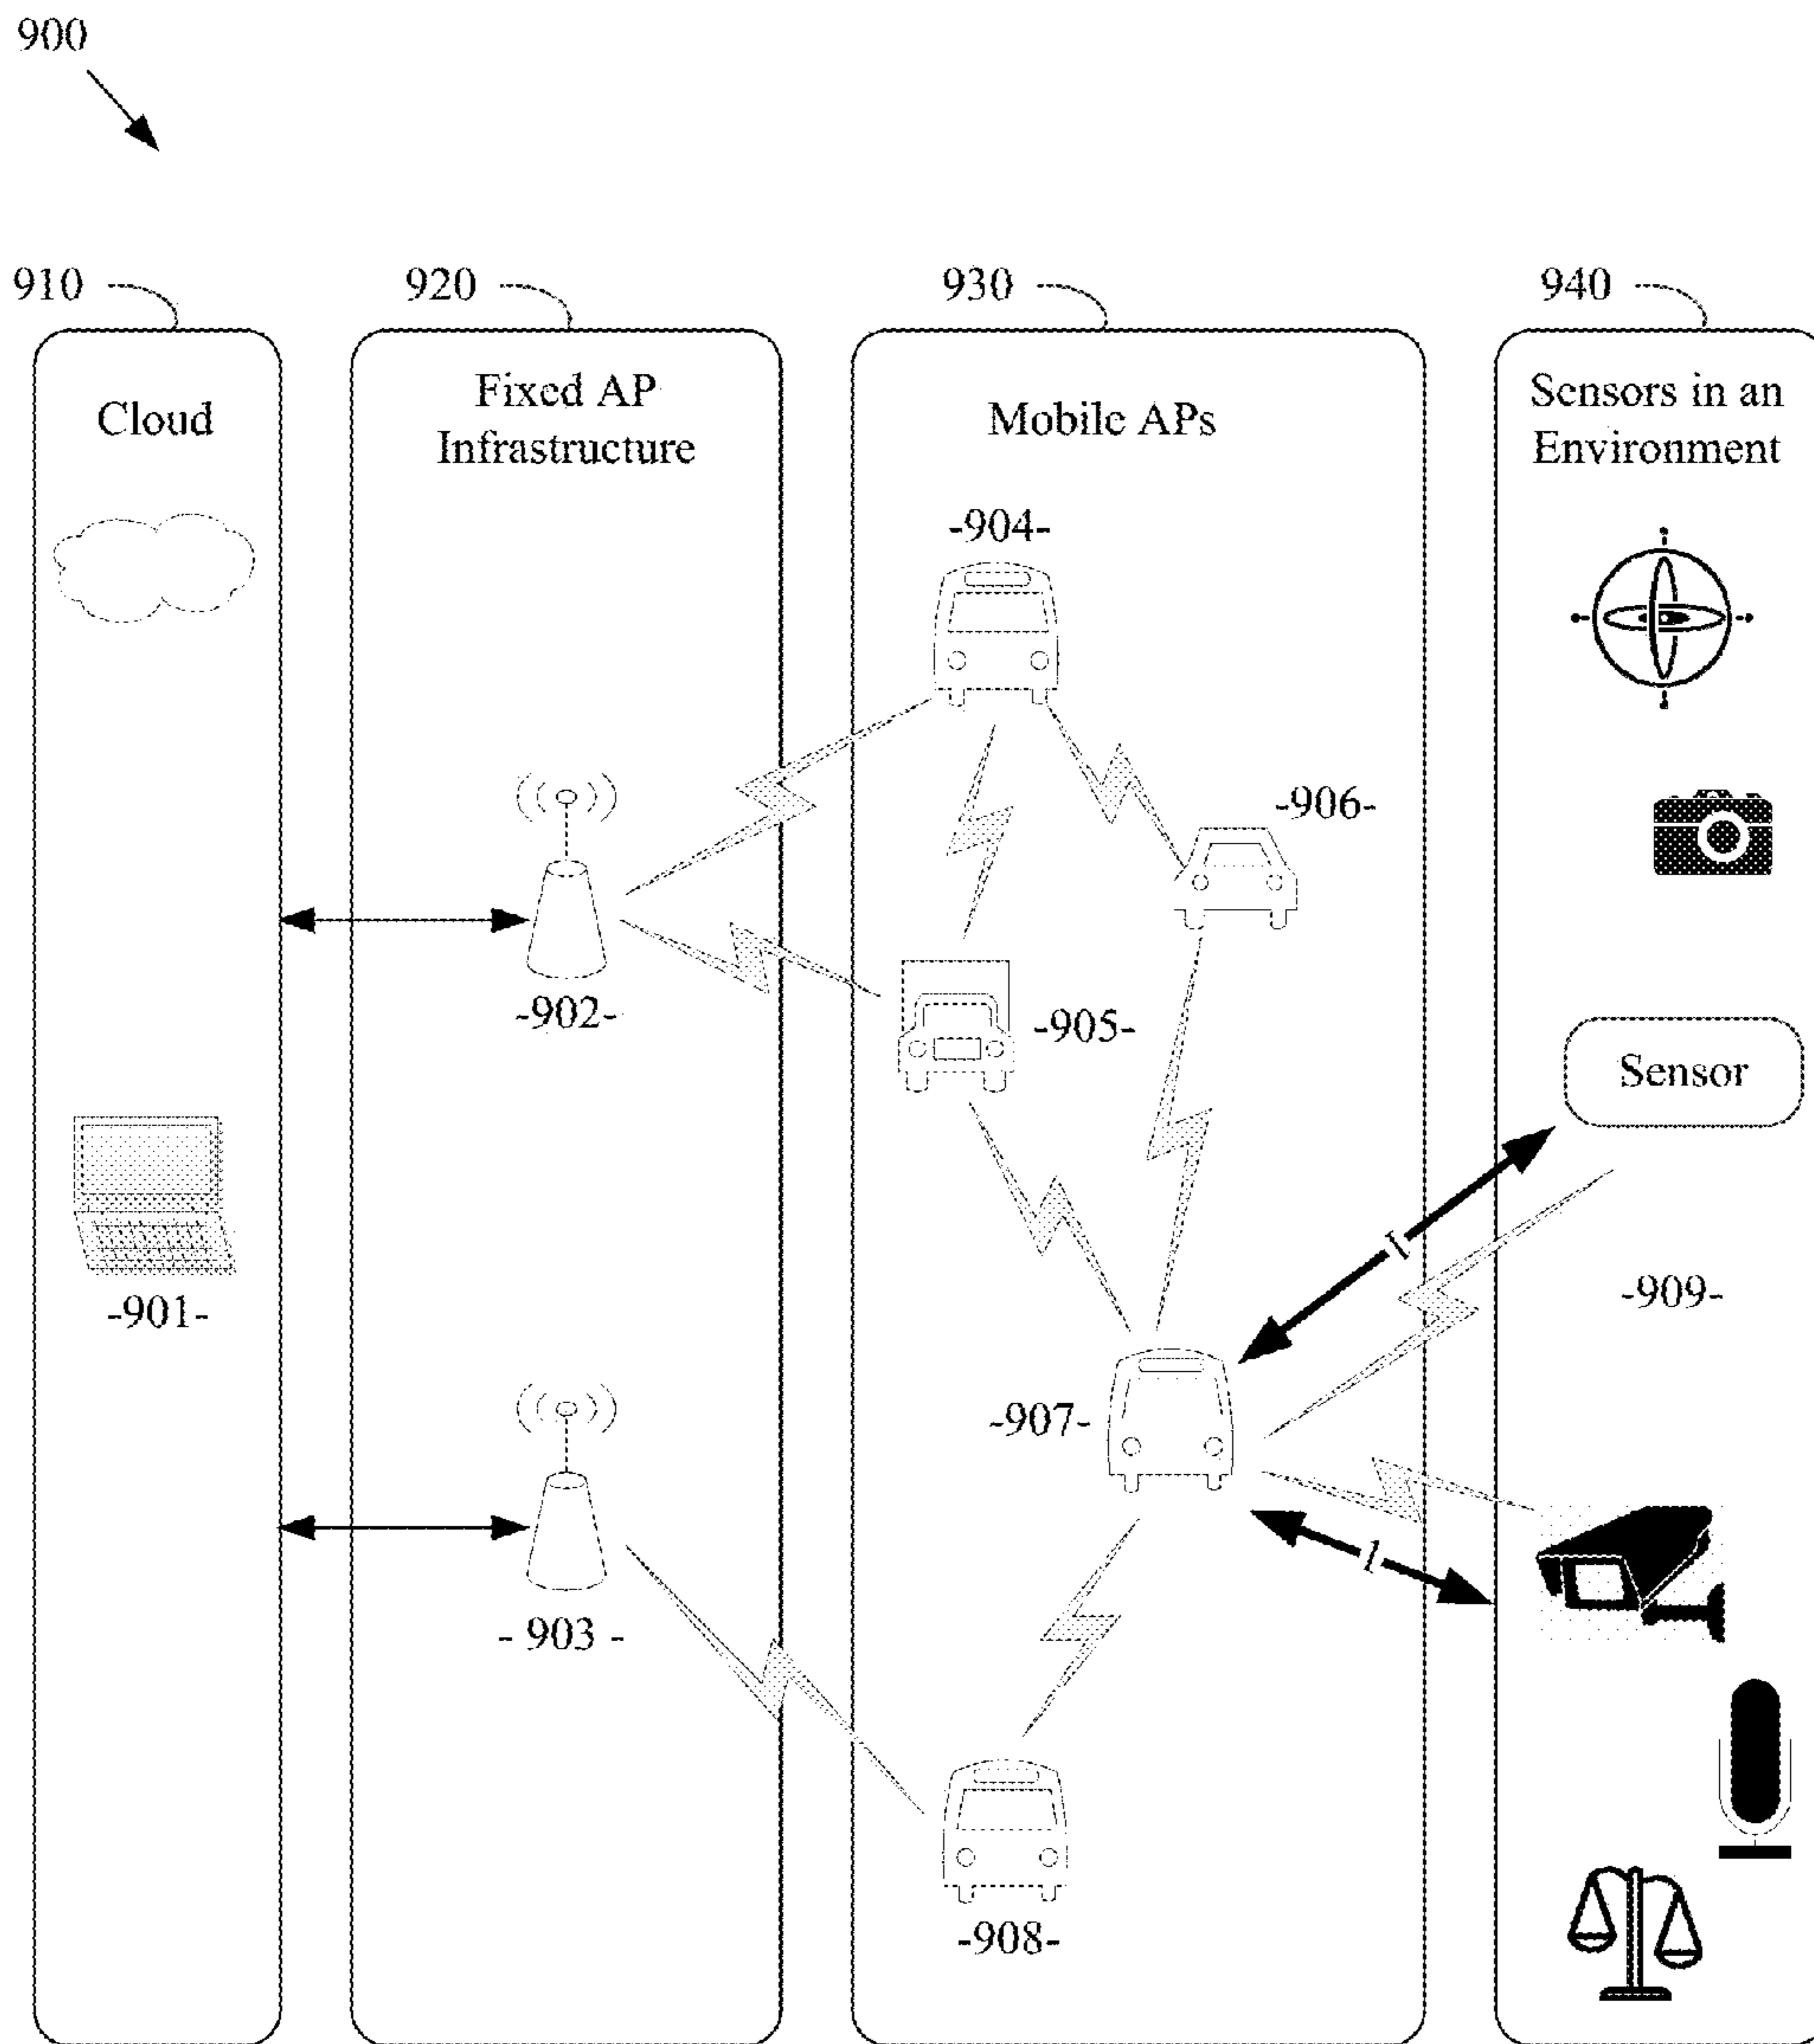 900
910
920
930
940
Cloud
Fixed AP
Infrastructure
Mobile APs
Sensors in an
Environment
-904-
-906-
-902-
-905-
Sensor
-901-
-909-
-907-
- 903 -
-908-